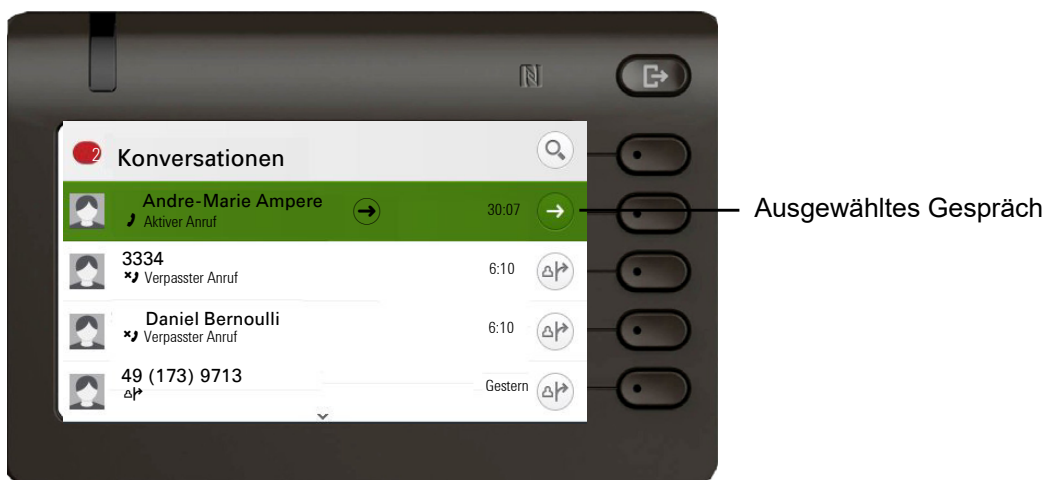 2 Konversationen
Andre-Marie Ampere
Aktiver Anruf
30:07
Ausgewähltes Gespräch
3334
Verpasster Anruf
6:10
Daniel Bernoulli
Verpasster Anruf
6:10
49 (173) 9713
Gestern